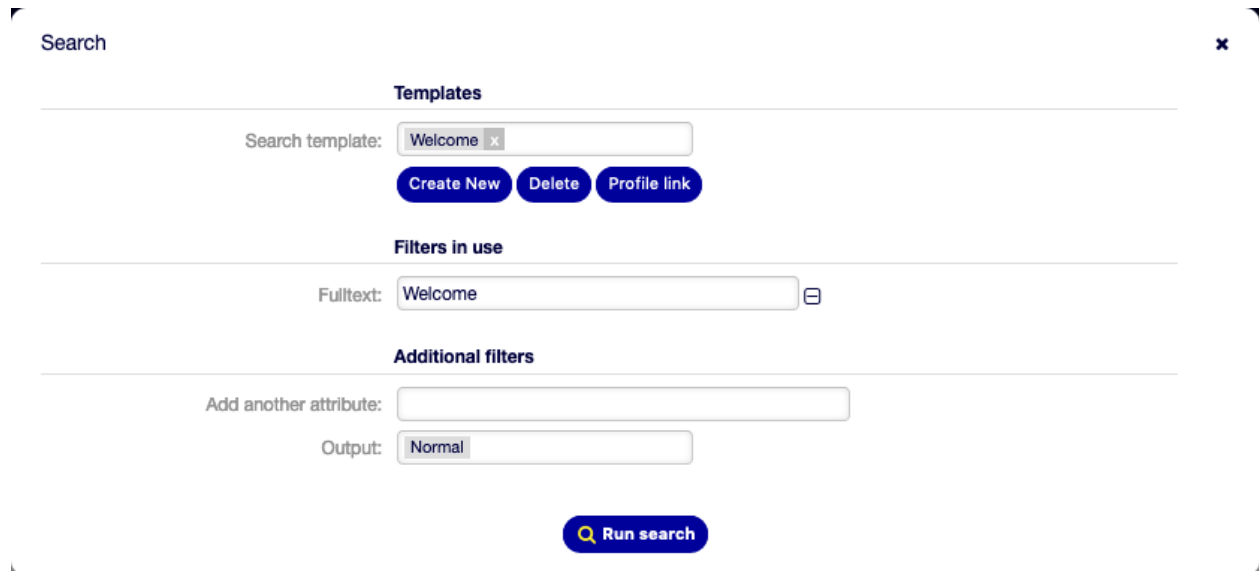 Search
Templates
Search template: Welcome x
Create New Delete Profile link
Filters in use
Fulltext: Welcome
Additional filters
Add another attribute:
Output: Normal
Run search